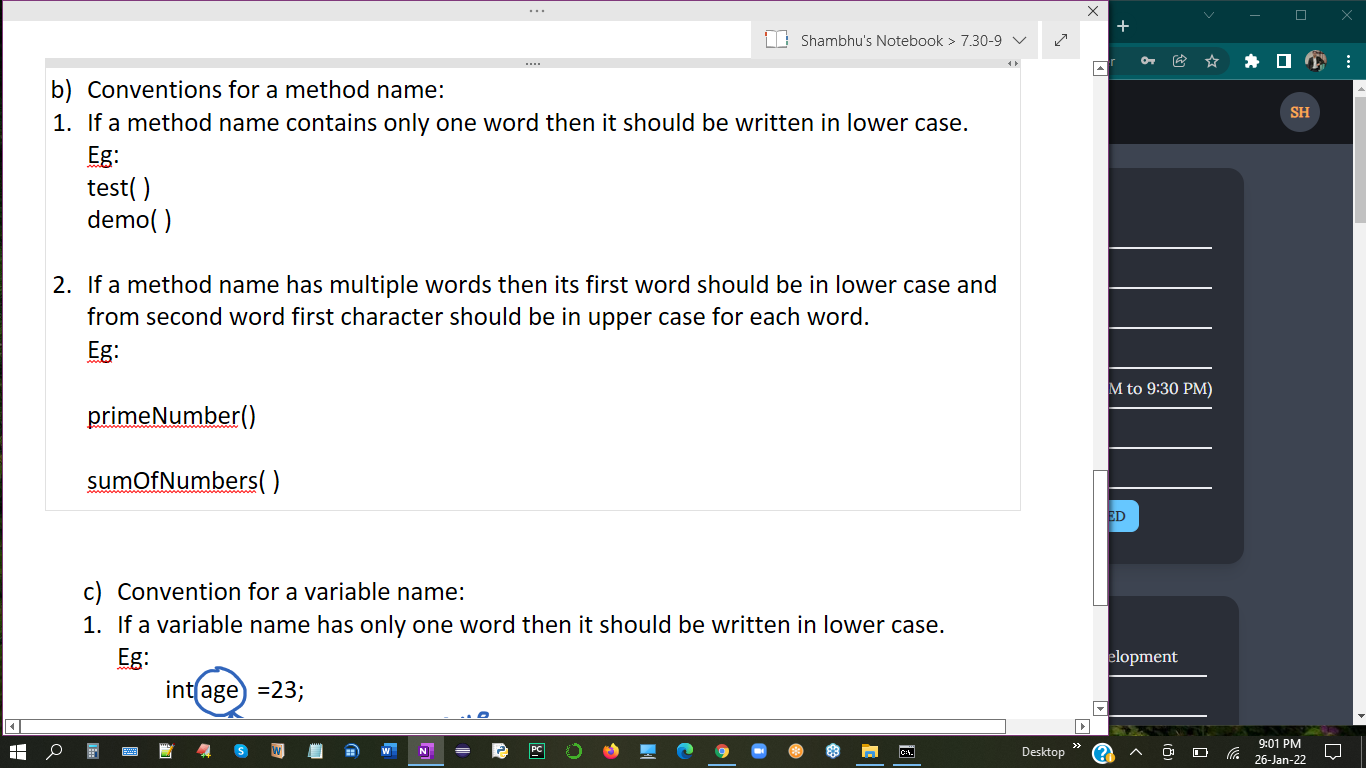 Shambhu's Notebook > 7.30-9
b) Conventions for a method name:
1. If a method name contains only one word then it should be written in lower case.
Eg:
test( )
demo( )
2. If a method name has multiple words then its first word should be in lower case and
from second word first character should be in upper case for each word.
Eg:
primeNumber()
sumOfNumbers( )
c) Convention for a variable name:
1. If a variable name has only one word then it should be written in lower case.
Eg:
int age =23;
SH
M to 9:30 PM)
ED
elopment
Desktop
9:01 PM
26-Jan-22